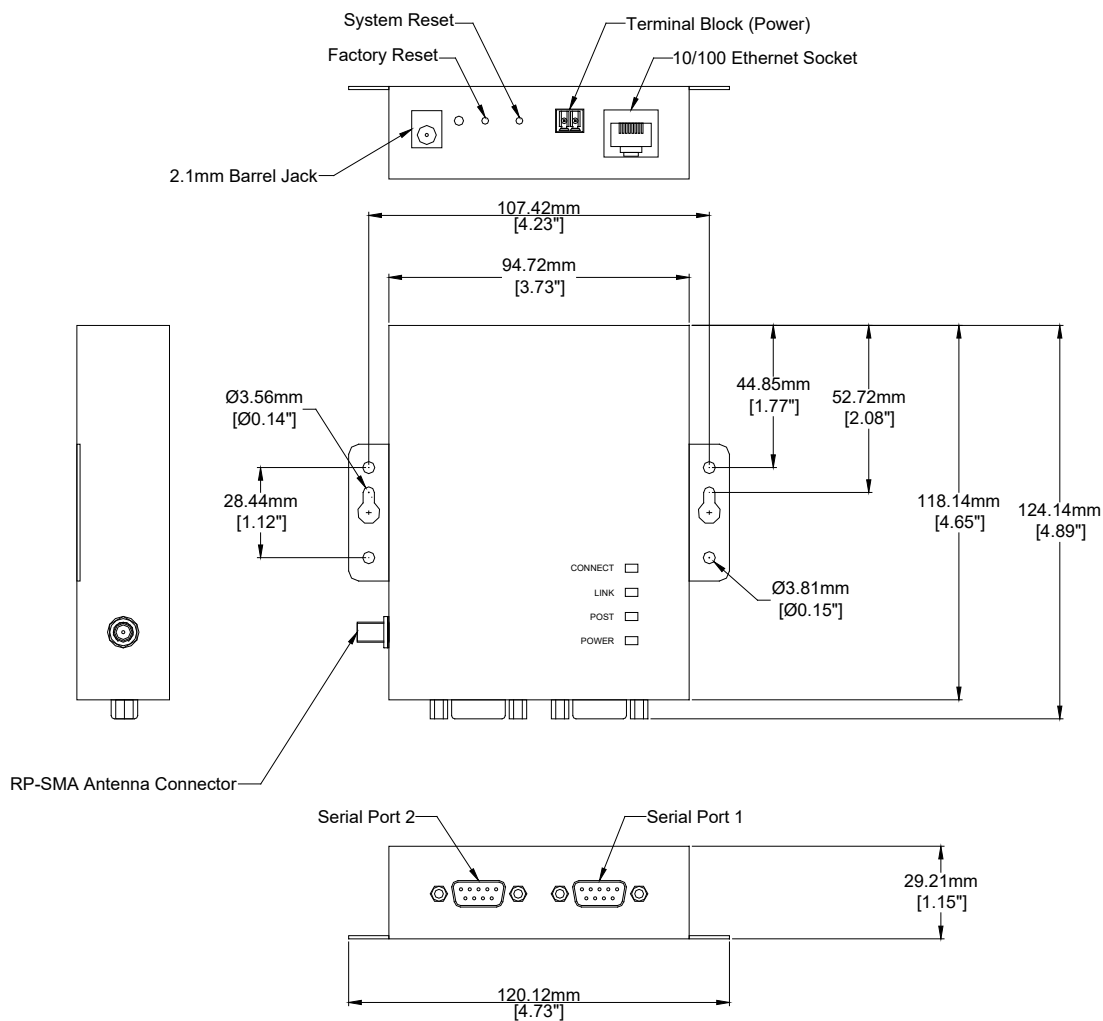 System Reset
Terminal Block (Power)
Factory Reset
10/100 Ethernet Socket
2.1mm Barrel Jack
107.42mm
[4.23"]
94.72mm
[3.73"]
44.85mm
[1.77"]
52.72mm
[2.08"]
Ø3.56mm
[Ø0.14"]
28.44mm
[1.12"]
118.14mm
[4.65"]
124.14mm
[4.89"]
CONNECT
LINK
POST
POWER
Ø3.81mm
[Ø0.15"]
RP-SMA Antenna Connector
Serial Port 2
Serial Port 1
29.21mm
[1.15"]
120.12mm
[4.73"]